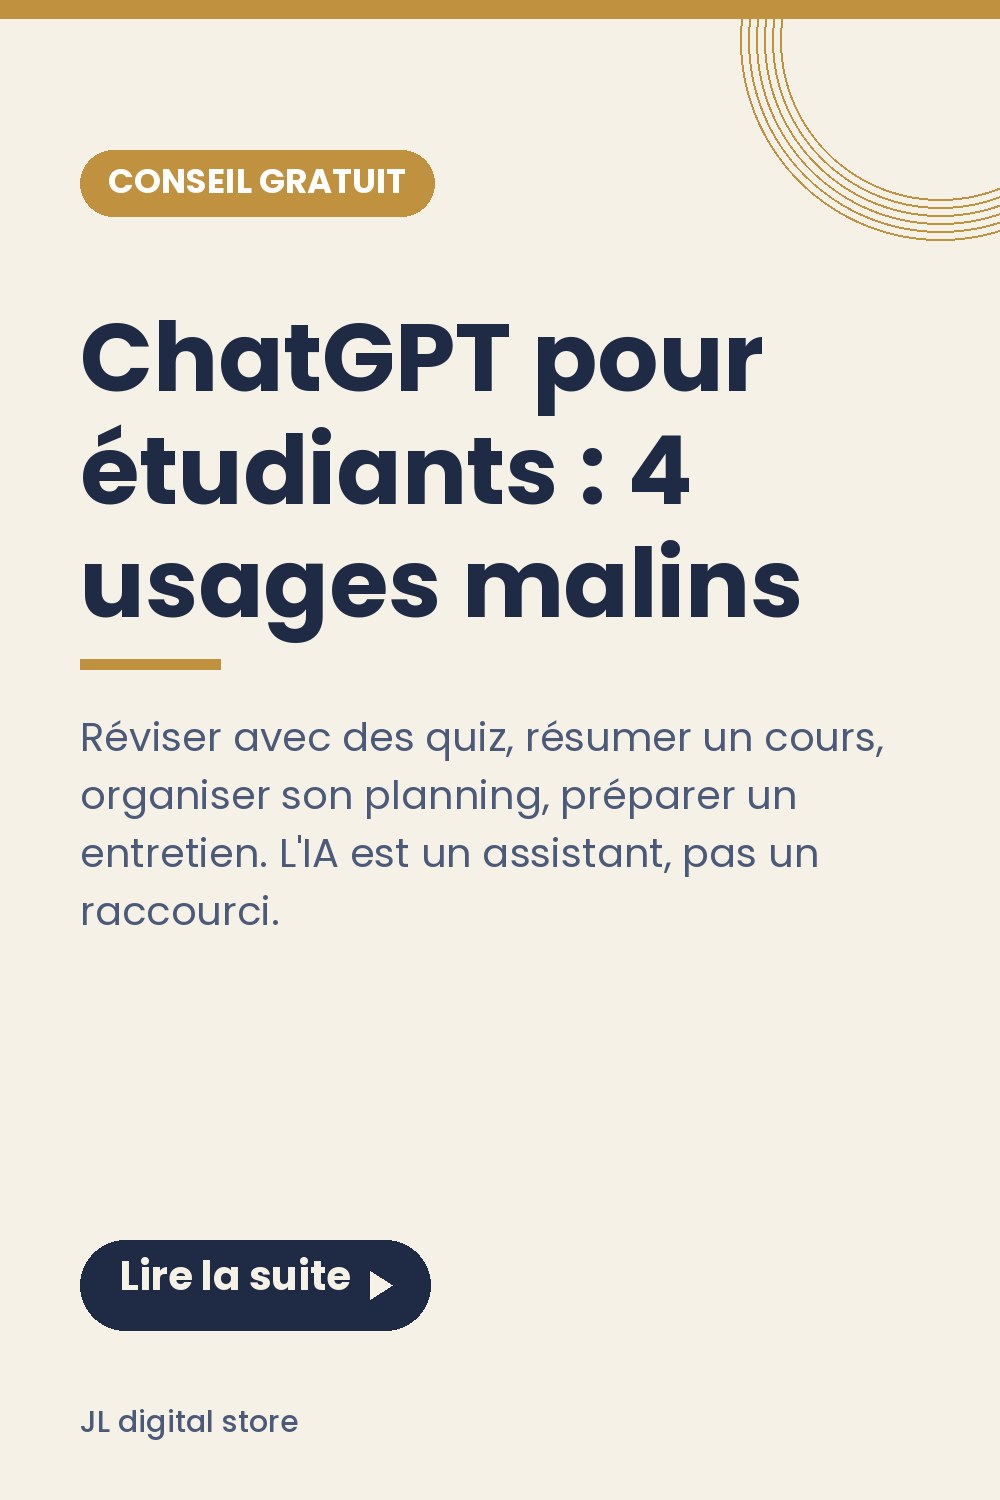 CONSEIL GRATUIT
ChatGPT pour
étudiants : 4
usages malins
Réviser avec des quiz, résumer un cours,
organiser son planning, préparer un
entretien. L'IA est un assistant, pas un
raccourci.
Lire la suite
JL digital store